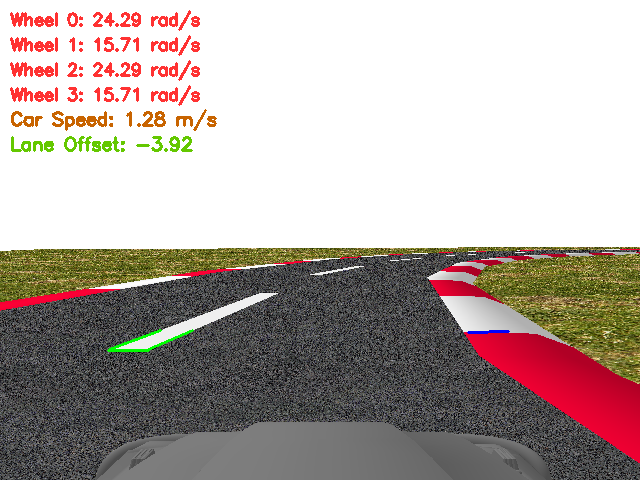 Wheel 0: 24.29 rad/s
Wheel 1: 15.71 rad/s
Wheel 2: 24.29 rad/s
Wheel 3: 15.71 rad/s
Car Speed: 1.28 m/s
Lane Offset: -3.92